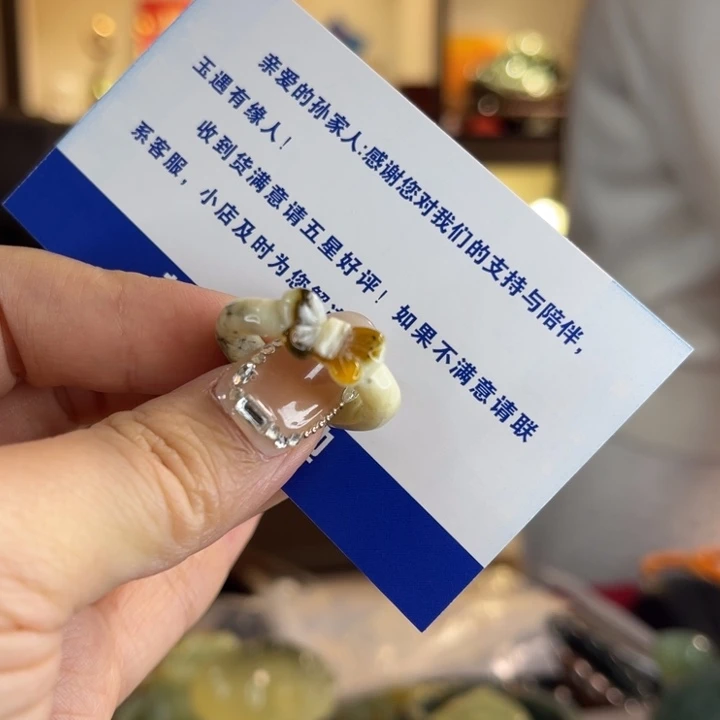 亲爱的孙家人:感谢您对我们的支持与陪伴,
玉遇有缘人!
收到货满意请五星好评!如果不满意请联
系客服,小店及时为您解